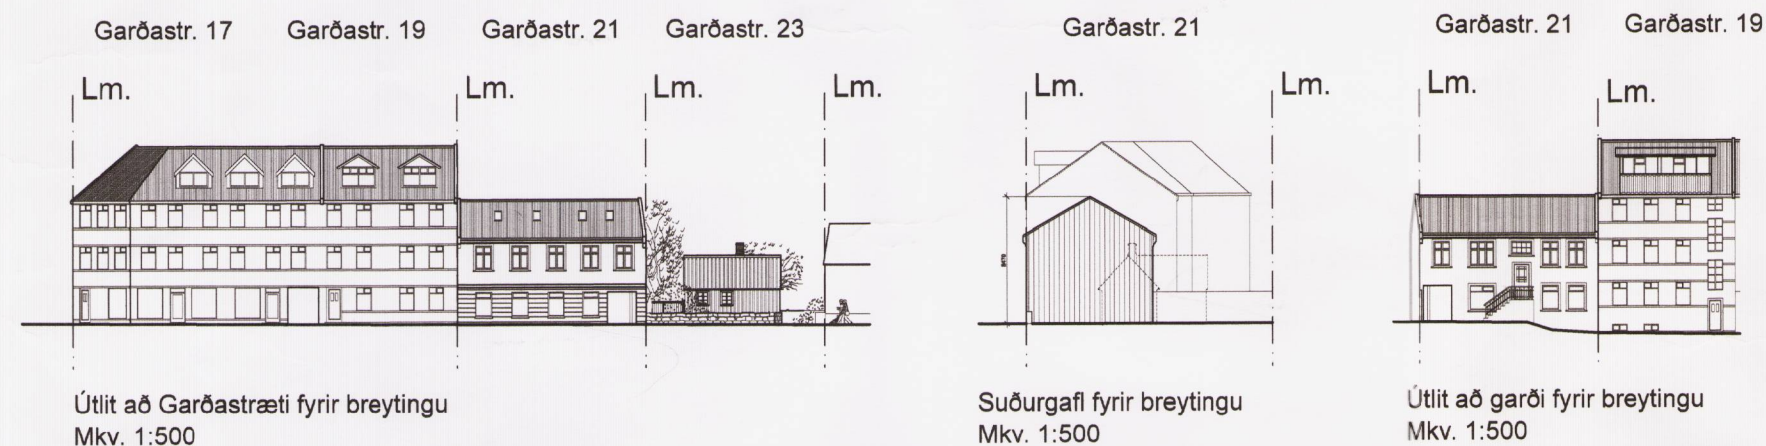 Garðastr. 17 Garðastr. 19 Garðastr. 21 Garðastr. 23
Lm. Lm. Lm. Lm.
Útlit að Garðastræti fyrir breytingu
Mkv. 1:500
Garðastr. 21
Lm. Lm.
Suðurgafl fyrir breytingu
Mkv. 1:500
Garðastr. 21 Garðastr. 19
Lm. Lm.
Útlit að garði fyrir breytingu
Mkv. 1:500